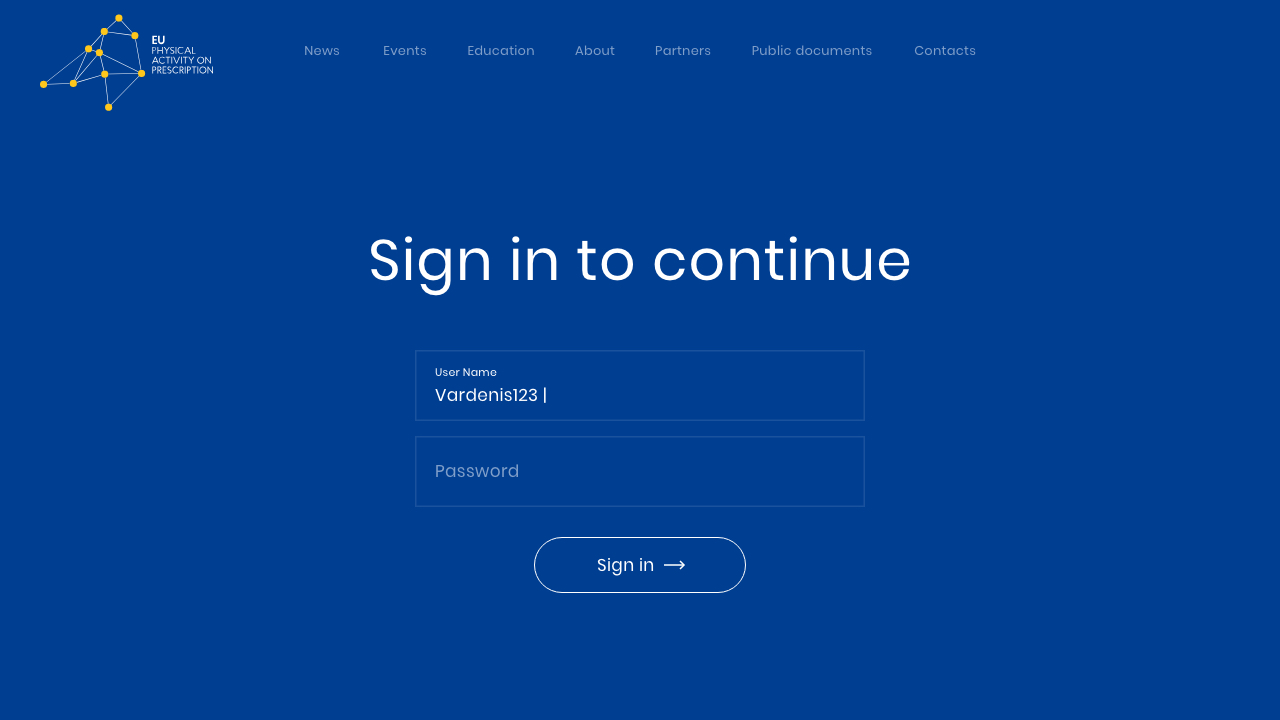 EU
PHYSICAL
ACTIVITY ON
PRESCRIPTION
News Events Education About Partners Public documents Contacts
Sign in to continue
User Name
Vardenis123 |
Password
Sign in →